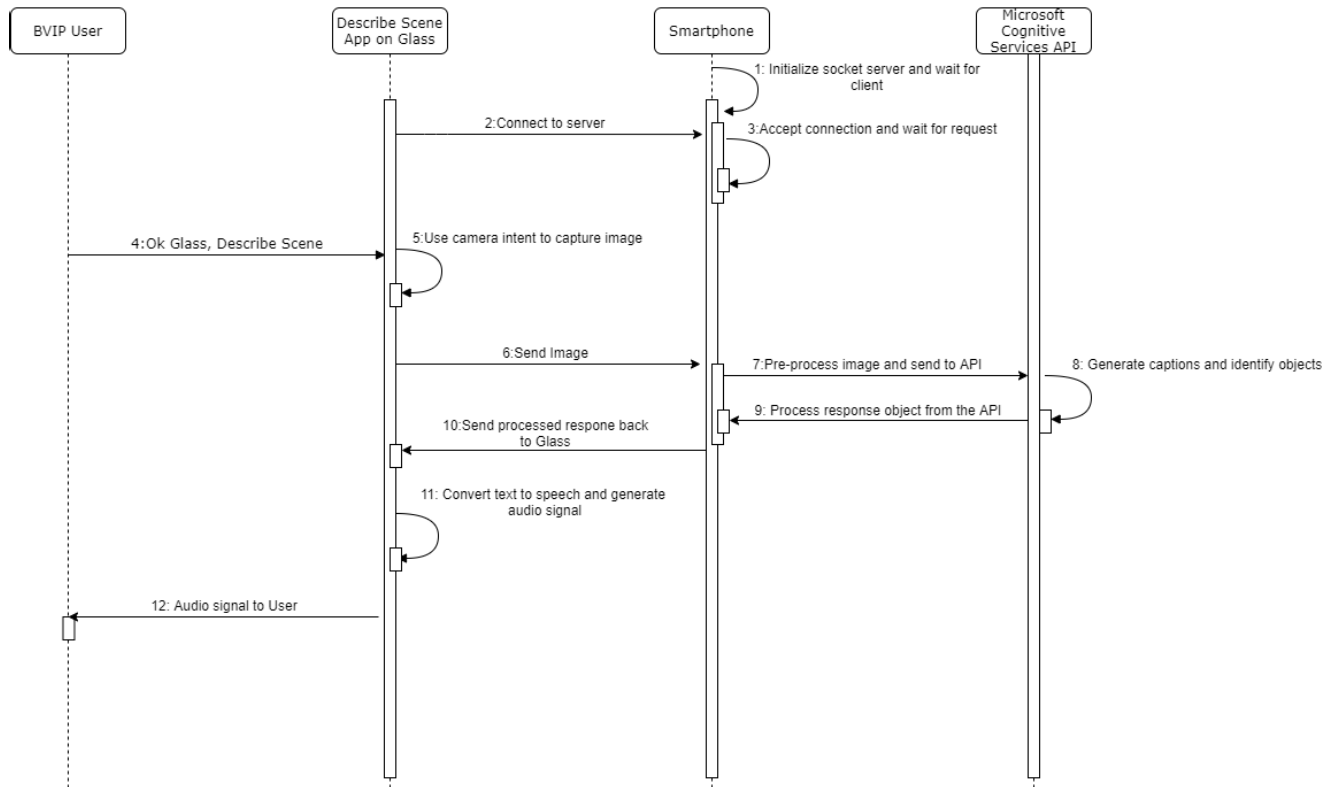 BVIP User
Describe Scene
App on Glass
Smartphone
Microsoft
Cognitive
Services API
1: Initialize socket server and wait for
client
2:Connect to server
3:Accept connection and wait for request
4:Ok Glass, Describe Scene
5:Use camera intent to capture image
6:Send Image
7:Pre-process image and send to API
8: Generate captions and identify objects
9: Process response object from the API
10:Send processed respone back
to Glass
11: Convert text to speech and generate
audio signal
12: Audio signal to User